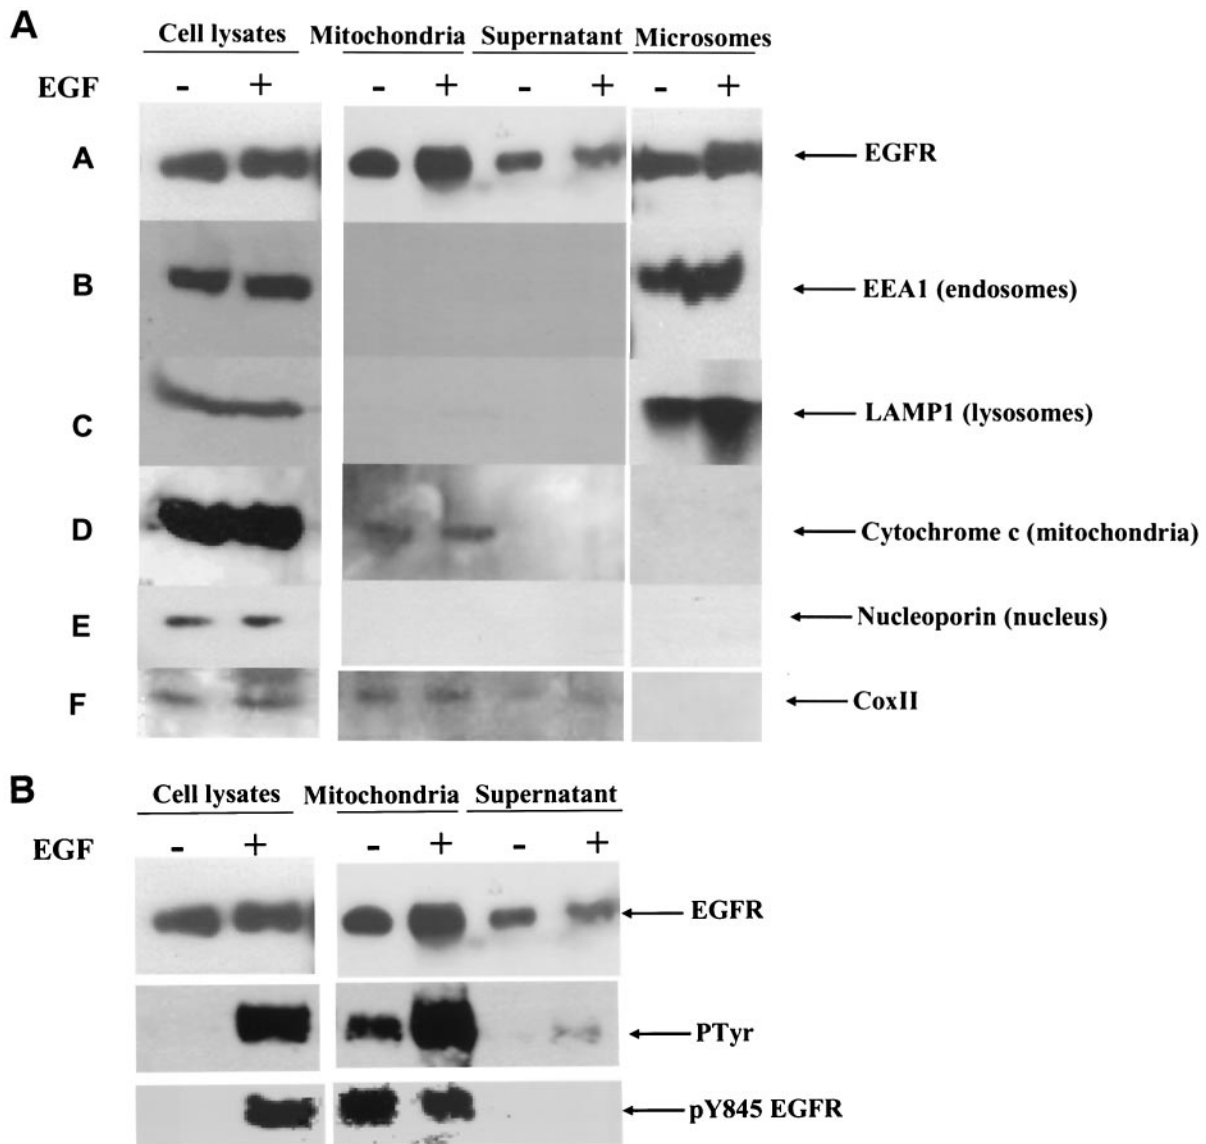 A
Cell lysates Mitochondria Supernatant Microsomes
EGF - + - + - + - +
A EGFR
B EEA1 (endosomes)
C LAMP1 (lysosomes)
D Cytochrome c (mitochondria)
E Nucleoporin (nucleus)
F CoxII
B
Cell lysates Mitochondria Supernatant
EGF - + - + - +
EGFR
PTyr
pY845 EGFR